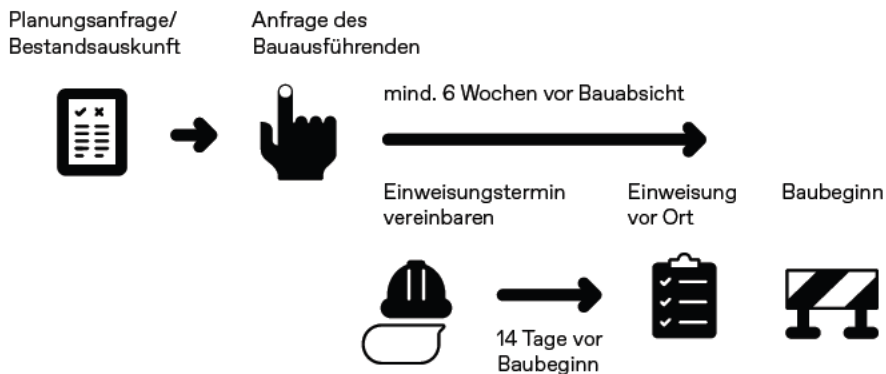 Planungsanfrage/
Bestandsauskunft
Anfrage des
Bauausführenden
mind. 6 Wochen vor Bauabsicht
Einweisungstermin
vereinbaren
Einweisung
vor Ort
Baubeginn
14 Tage vor
Baubeginn